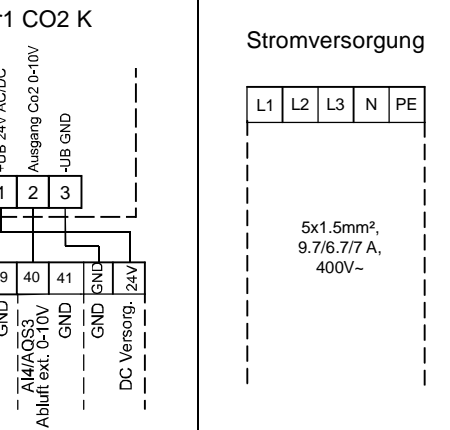 r1 CO2 K
+UB 24V AC/DC
Ausgang Co2 0-10V
-UB GND
1 2 3
9 40 41 GND 24V
GND
AI4/AQS3
Abluft ext. 0-10V
GND
GND
DC Versorg.
Stromversorgung
L1 L2 L3 N PE
5x1.5mm²,
9.7/6.7/7 A,
400V~